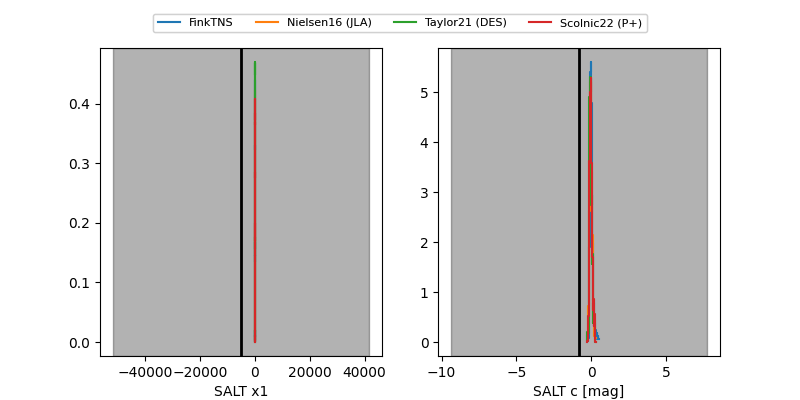 FinkTNS Nielsen16 (JLA) Taylor21 (DES) Scolnic22 (P+)
0.4
0.3
0.2
0.1
0.0
−40000 −20000 0 20000 40000
SALT x1
5
4
3
2
1
0
−10 −5 0 5
SALT c [mag]